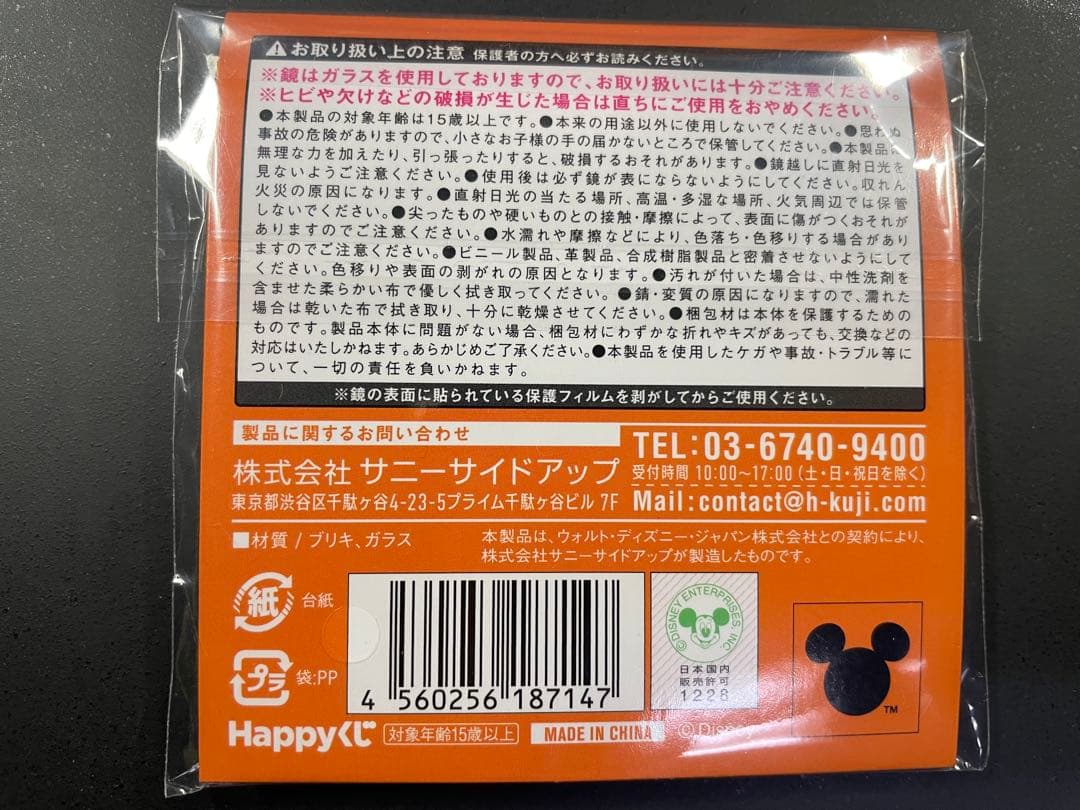 ⚠お取り扱い上の注意 保護者の方へ必ずお読みください。
※鏡はガラスを使用しておりますので、お取り扱いには十分ご注意ください。
※ヒビや欠けなどの破損が生じた場合は直ちにご使用をおやめください。
●本製品の対象年齢は15歳以上です。●本来の用途以外に使用しないでください。●思わぬ
事故の危険がありますので、小さなお子様の手の届かないところで保管してください。●本製品に
無理な力を加えたり、引っ張ったりすると、破損するおそれがあります。●鏡越しに直射日光を
見ないようご注意ください。●使用後は必ず鏡が表にならないようにしてください。収れん
火災の原因になります。●直射日光の当たる場所、高温・多湿な場所、火気周辺では保管
しないでください。●尖ったものや硬いものとの接触・摩擦によって、表面に傷がつくおそれが
ありますのでご注意ください。●水濡れや摩擦などにより、色落ち・色移りする場合があり
ますのでご注意ください。●ビニール製品、革製品、合成樹脂製品と密着させないようにして
ください。色移りや表面の剥がれの原因となります。●汚れが付いた場合は、中性洗剤を
含ませた柔らかい布で優しく拭き取ってください。●錆・変質の原因になりますので、濡れた
場合は乾いた布で拭き取り、十分に乾燥させてください。●梱包材は本体を保護するための
ものです。製品本体に問題がない場合、梱包材にわずかな折れやキズがあっても、交換などの
対応はいたしかねます。あらかじめご了承ください。●本製品を使用したケガや事故・トラブル等に
ついて、一切の責任を負いかねます。
※鏡の表面に貼られている保護フィルムを剥がしてからご使用ください。
製品に関するお問い合わせ
株式会社 サニーサイドアップ
東京都渋谷区千駄ヶ谷4-23-5プライム千駄ヶ谷ビル 7F
TEL:03-6740-9400
受付時間 10:00〜17:00(土・日・祝日を除く)
Mail:contact@h-kuji.com
■材質 / ブリキ、ガラス
本製品は、ウォルト・ディズニー・ジャパン株式会社との契約により、
株式会社サニーサイドアップが製造したものです。
紙 台紙
プラ 袋:PP
4 560256 187147
©DISNEY ENTERPRISES, INC.
日本国内
販売許可
1228
TM
Happyくじ
対象年齢15歳以上
MADE IN CHINA
©Disney